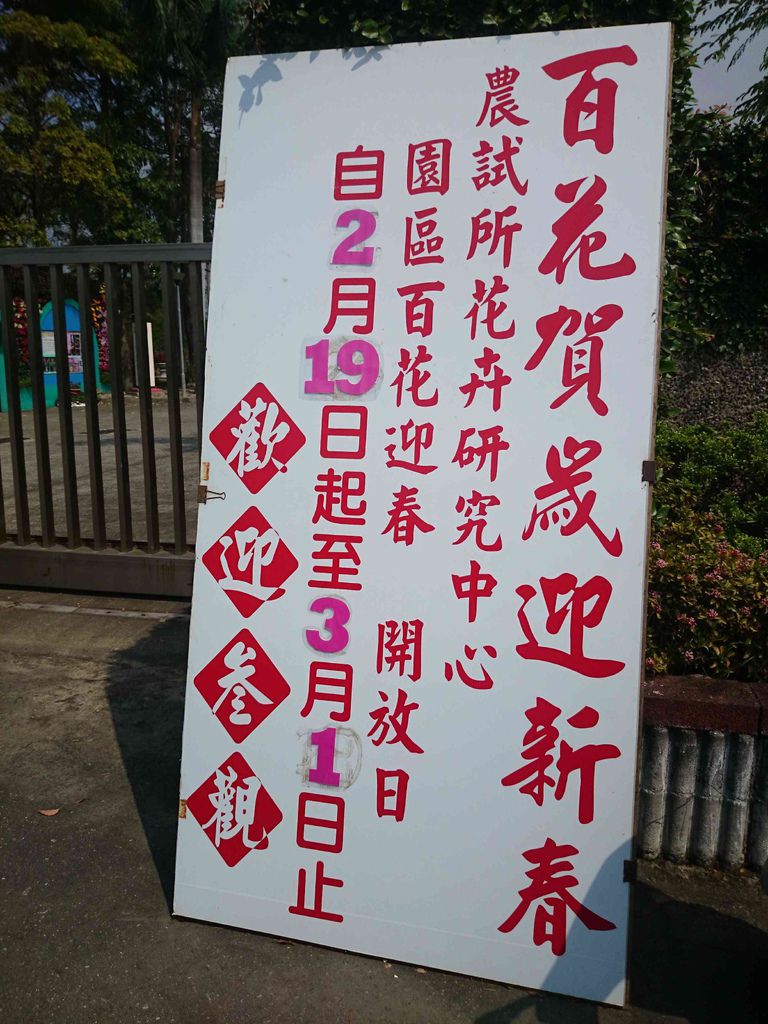 百花賀歲迎新春
農試所花卉研究中心
園區百花迎春 開放日
自2月19日起至3月1日止
歡迎叁觀